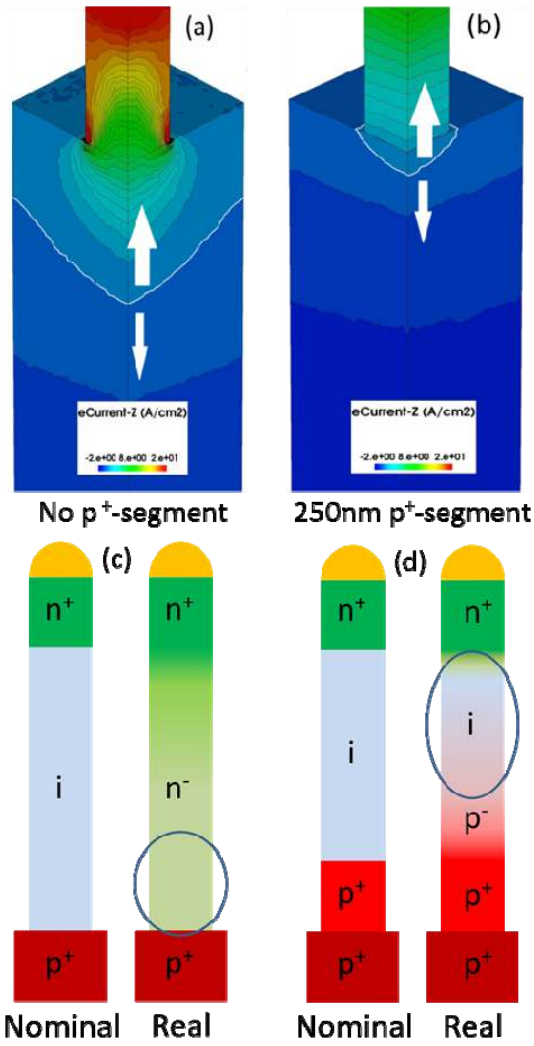 (a)
eCurrent-Z (A/cm2)
-2.e+00 8.e+00 2.e+01
No p⁺-segment
(b)
eCurrent-Z (A/cm2)
-2.e+00 8.e+00 2.e+01
250nm p⁺-segment
(c)
n⁺
i
p⁺
Nominal
n⁺
n⁻
p⁺
Real
(d)
n⁺
i
p⁺
p⁺
Nominal
n⁺
i
p⁻
p⁺
p⁺
Real